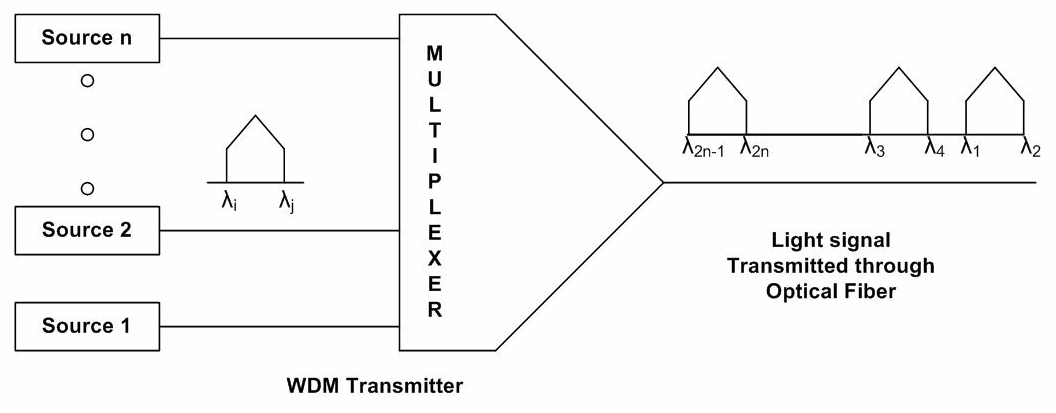 Source n
Source 2
Source 1
λi λj
MULTIPLEXER
λ2n-1 λ2n λ3 λ4 λ1 λ2
Light signal
Transmitted through
Optical Fiber
WDM Transmitter